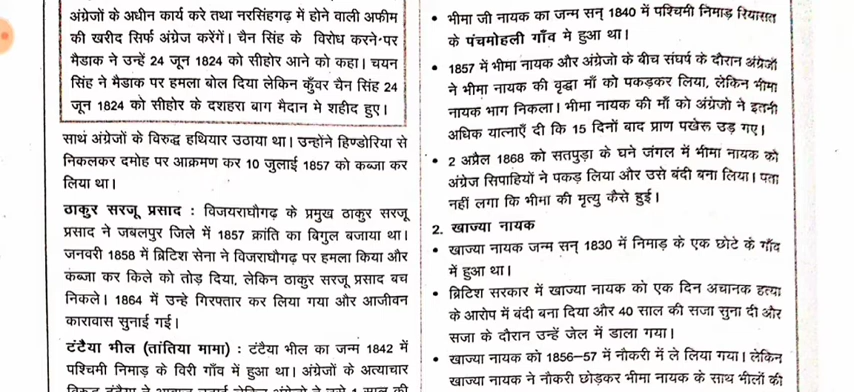 अंग्रेजों के अधीन कार्य करे तथा नरसिंहगढ़ में होने वाली अफीम
की खरीद सिर्फ अंग्रेज करेंगें। चैन सिंह के विरोध करने पर
मैडाक ने उन्हें 24 जून 1824 को सीहोर आने को कहा। चयन
सिंह ने मैडाक पर हमला बोल दिया लेकिन कुँवर चैन सिंह 24
जून 1824 को सीहोर के दशहरा बाग मैदान मे शहीद हुए।
साथं अंग्रेजों के विरुद्ध हथियार उठाया था। उन्होंने हिण्डोरिया से
निकलकर दमोह पर आक्रमण कर 10 जुलाई 1857 को कब्जा कर
लिया था।
ठाकुर सरजू प्रसाद : विजयराघौगढ़ के प्रमुख ठाकुर सरजू
प्रसाद ने जबलपुर जिले में 1857 क्रांति का बिगुल बजाया था।
जनवरी 1858 में ब्रिटिश सेना ने विजराघौगढ़ पर हमला किया और
कब्जा कर किले को तोड़ दिया, लेकिन ठाकुर सरजू प्रसाद बच
निकले। 1864 में उन्हे गिरफ्तार कर लिया गया और आजीवन
कारावास सुनाई गई।
टंटैया भील (तांतिया मामा) : टंटैया भील का जन्म 1842 में
पश्चिमी निमाड़ के विरी गाँव में हुआ था। अंग्रेजों के अत्याचार
• भीमा जी नायक का जन्म सन् 1840 में पश्चिमी निमाड़ रियासत
के पंचमोहली गाँव मे हुआ था।
• 1857 में भीमा नायक और अंग्रेजो के बीच संघर्ष के दौरान अंग्रेजों
ने भीमा नायक की वृद्धा माँ को पकड़कर लिया, लेकिन भीमा
नायक भाग निकला। भीमा नायक की माँ को अंग्रेजो ने इतनी
अधिक यात्नाएँ दी कि 15 दिनों वाद प्राण पखेरू उड़ गए।
• 2 अप्रैल 1868 को सतपुड़ा के घने जंगल में भीमा नायक को
अंग्रेज सिपाहियों ने पकड़ लिया और उसे बंदी बना लिया। पता
नहीं लगा कि भीमा की मृत्यु कैसे हुई।
2. खाज्या नायक
• खाज्या नायक जन्म सन् 1830 में निमाड़ के एक छोटे के गाँव
में हुआ था।
• ब्रिटिश सरकार में खाज्या नायक को एक दिन अचानक हत्या
के आरोप में बंदी बना दिया और 40 साल की सजा सुना दी और
सजा के दौरान उन्हें जेल में डाला गया।
• खाज्या नायक को 1856-57 में नौकरी में ले लिया गया। लेकिन
खाज्या नायक ने नौकरी छोड़कर भीमा नायक के साथ भीलों की